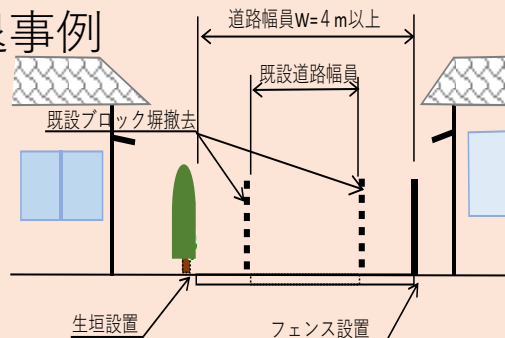 事例
道路幅員W=4m以上
既設道路幅員
既設ブロック塀撤去
生垣設置
フェンス設置